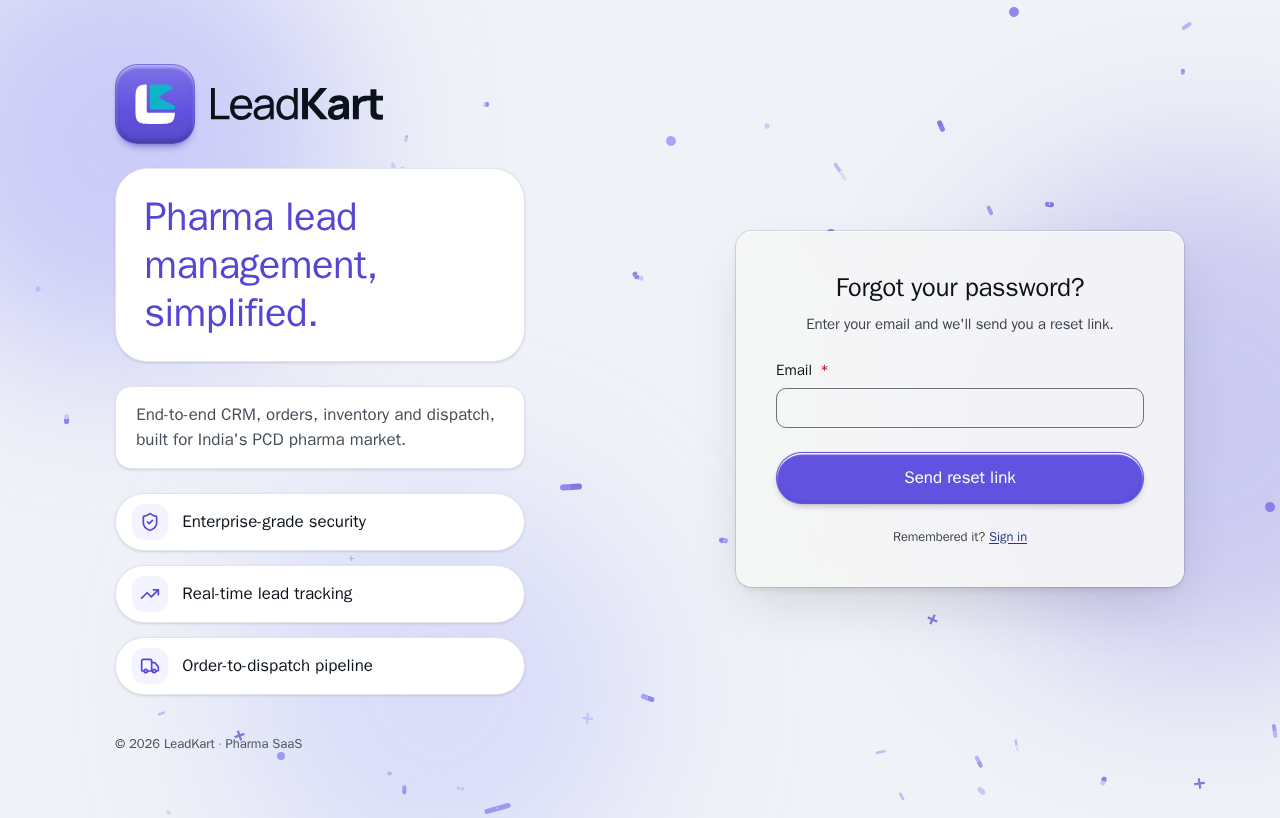 LeadKart
Pharma lead
management,
simplified.
End-to-end CRM, orders, inventory and dispatch,
built for India's PCD pharma market.
Enterprise-grade security
Real-time lead tracking
Order-to-dispatch pipeline
© 2026 LeadKart · Pharma SaaS
Forgot your password?
Enter your email and we'll send you a reset link.
Email *
Send reset link
Remembered it? Sign in